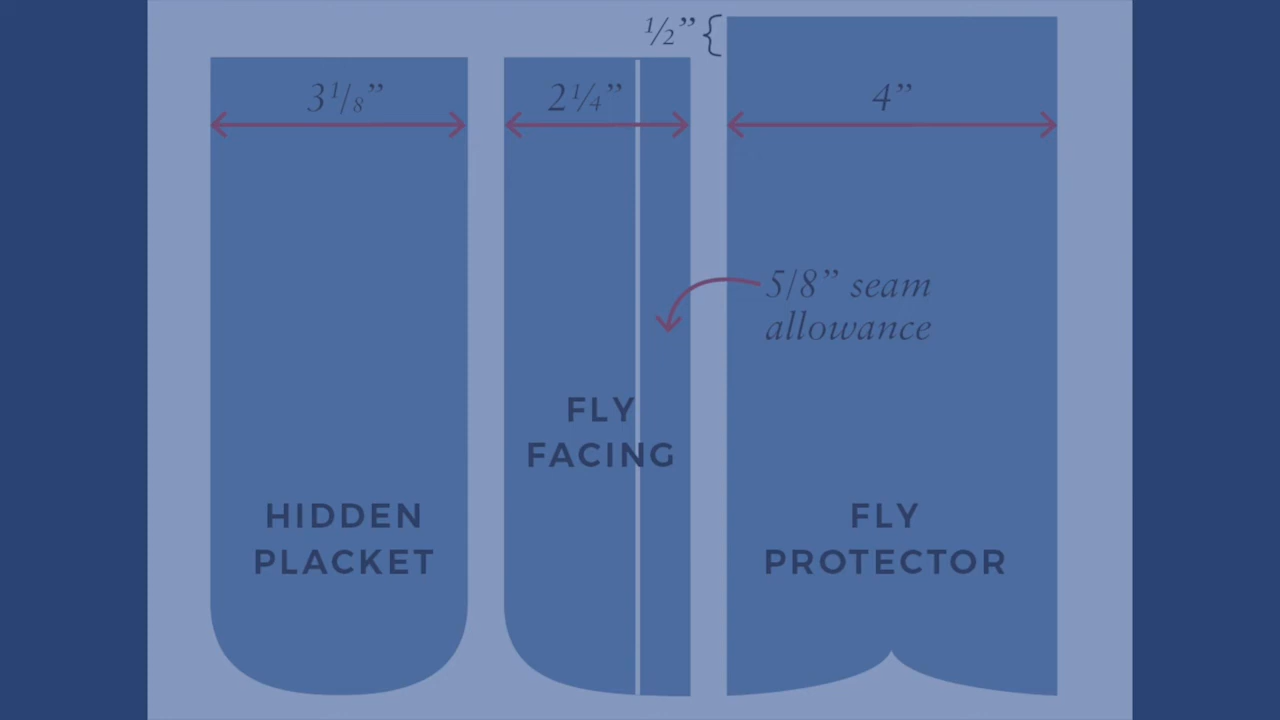 ½”
3⅛”
2¼”
4”
5/8” seam
allowance
FLY
FACING
HIDDEN
PLACKET
FLY
PROTECTOR